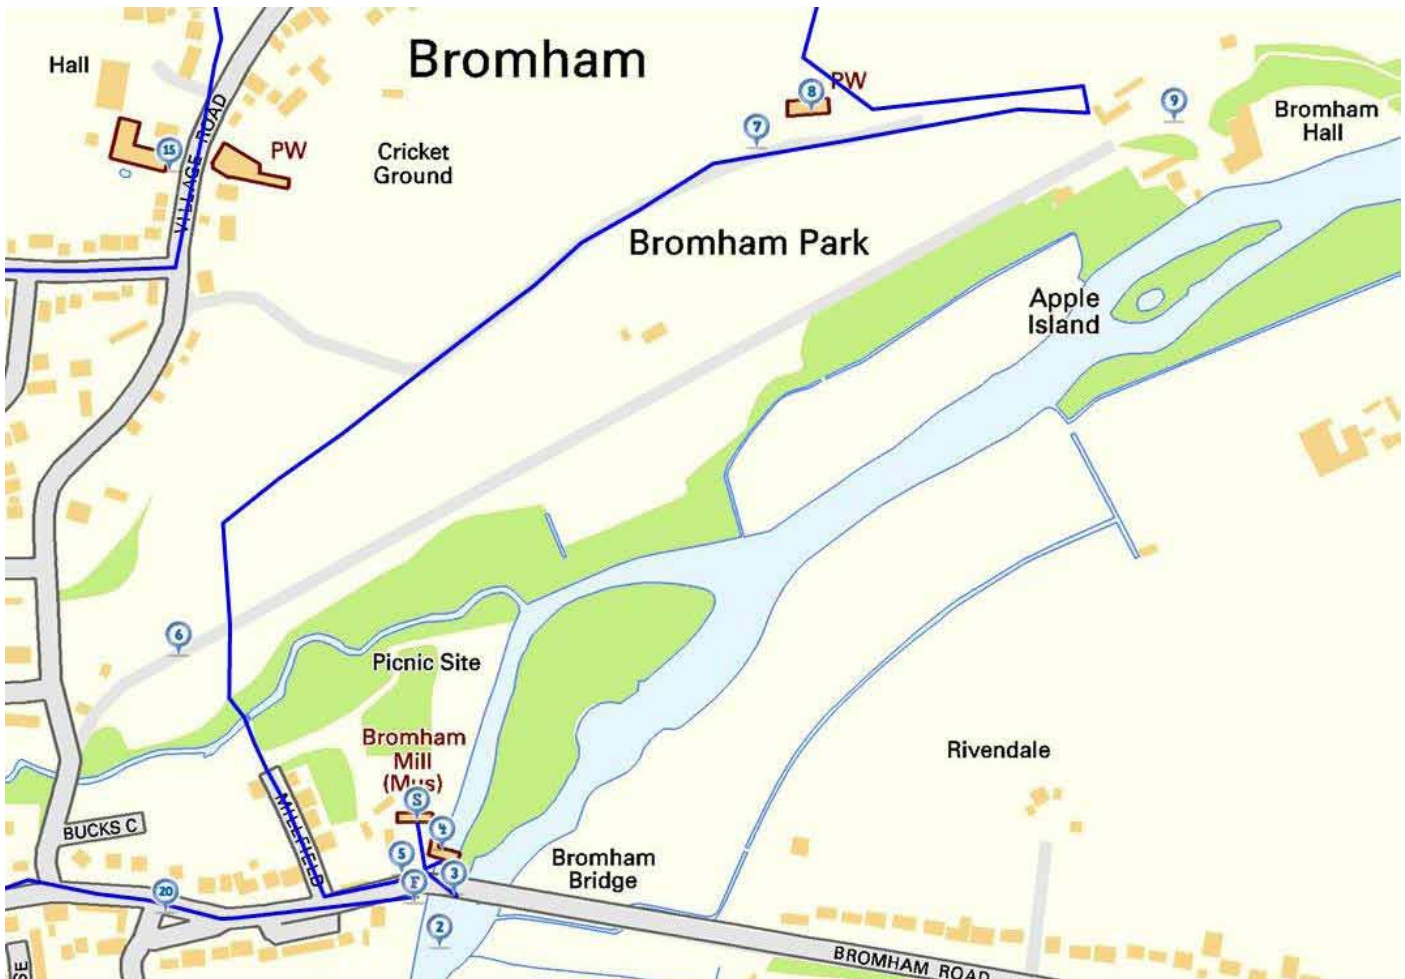 Bromham
Hall
8
PW
9
Bromham
Hall
7
VILLAGE ROAD
15
PW
Cricket
Ground
Bromham Park
Apple
Island
6
Picnic Site
Bromham
Mill
(Mus)
Rivendale
S
MILLFIELD
BUCKS C
4
5
3
Bromham
Bridge
F
20
2
BROMHAM ROAD
SE